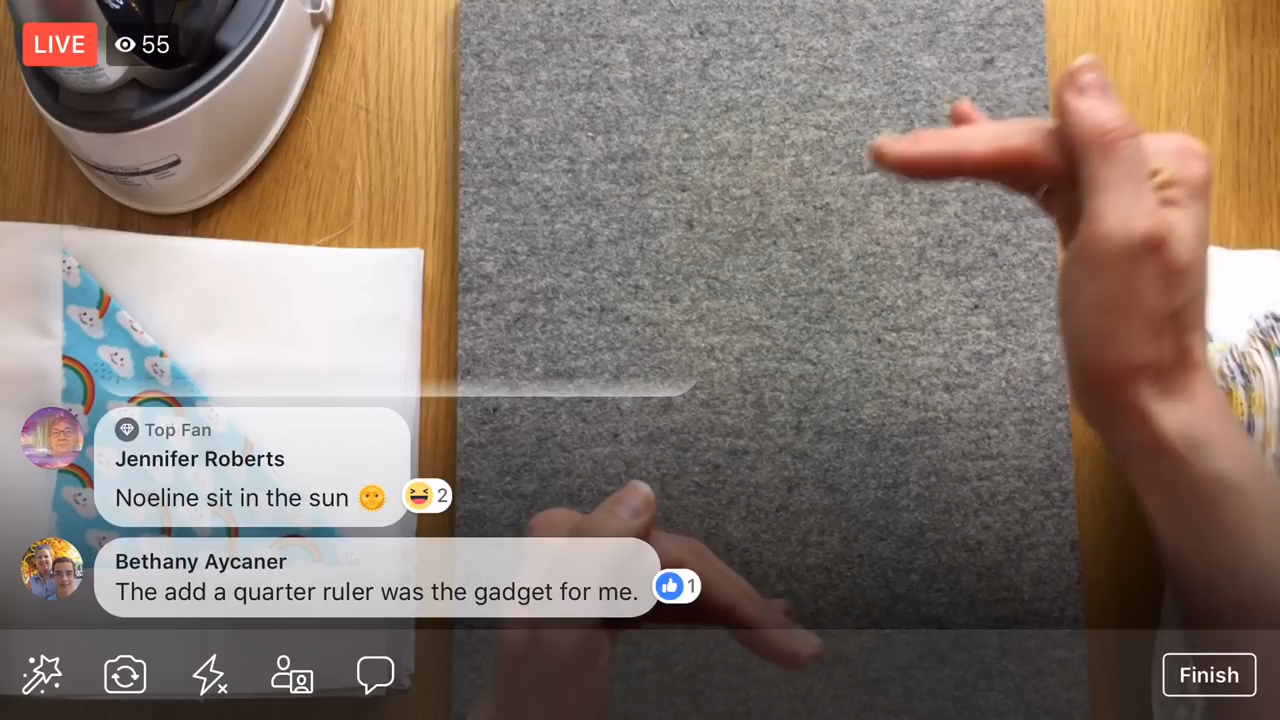 LIVE 55
Top Fan
Jennifer Roberts
Noeline sit in the sun 🌞
2
Bethany Aycaner
The add a quarter ruler was the gadget for me.
1
Finish